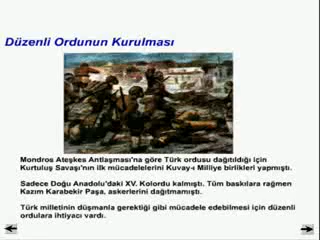 Düzenli Ordunun Kurulması
Mondros Ateşkes Antlaşması'na göre Türk ordusu dağıtıldığı için
Kurtuluş Savaşı'nın ilk mücadelelerini Kuvay-ı Milliye birlikleri yapmıştı.
Sadece Doğu Anadolu'daki XV. Kolordu kalmıştı. Tüm baskılara rağmen
Kazım Karabekir Paşa, askerlerini dağıtmamıştı.
Türk milletinin düşmanla gerektiği gibi mücadele edebilmesi için düzenli
ordulara ihtiyacı vardı.